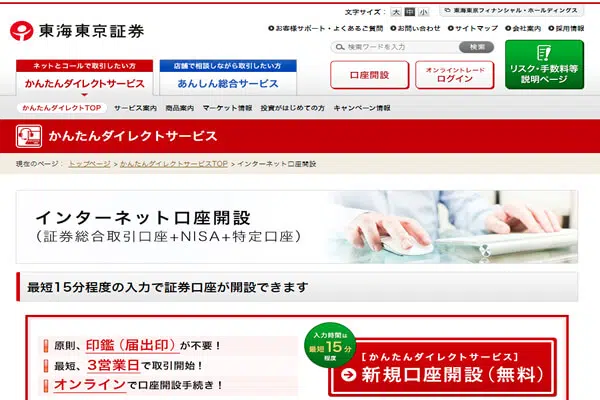 文字サイズ: 大 中 小
東海東京フィナンシャル・ホールディングス
東海東京証券
お客様サポート・よくあるご質問 お問い合わせ サイトマップ 会社案内 採用情報
検索ワードを入力 検索
ネットとコールで取引したい方
かんたんダイレクトサービス
店舗で相談しながら取引したい方
あんしん総合サービス
口座開設
オンライントレード
ログイン
リスク・手数料等
説明ページ
かんたんダイレクトTOP サービス案内 商品案内 マーケット情報 投資がはじめての方 キャンペーン情報
かんたんダイレクトサービス
現在のページ: トップページ > かんたんダイレクトサービスTOP > インターネット口座開設
インターネット口座開設
(証券総合取引口座+NISA+特定口座)
最短15分程度の入力で証券口座が開設できます
原則、印鑑(届出印)が不要!
最短、3営業日で取引開始!
オンラインで口座開設手続き!
入力時間は
最短15分
程度
[かんたんダイレクトサービス]
新規口座開設(無料)